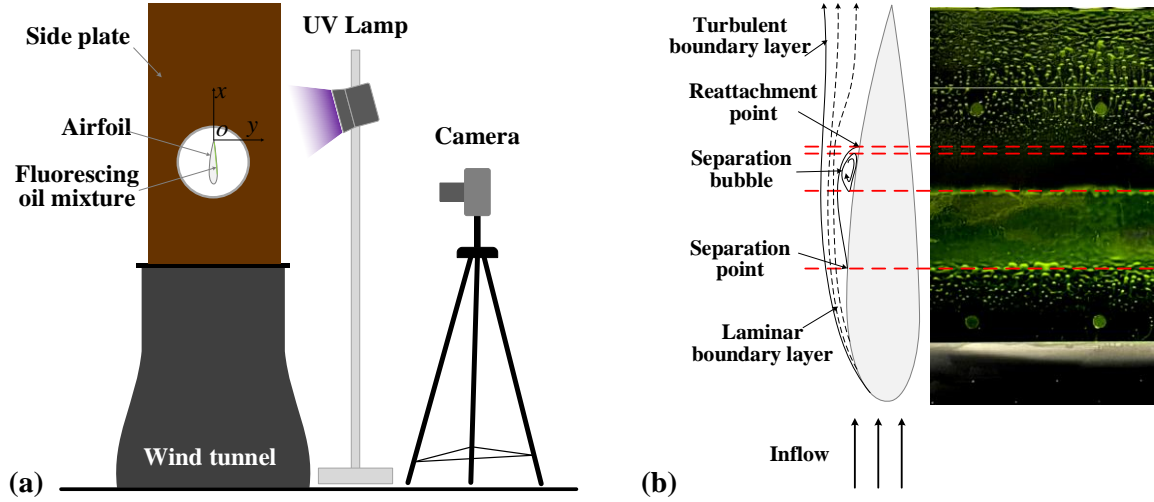 Side plate
UV Lamp
x
o
y
Airfoil
Fluorescing
oil mixture
Camera
Wind tunnel
(a)
Turbulent
boundary layer
Reattachment
point
Separation
bubble
Separation
point
Laminar
boundary layer
Inflow
(b)